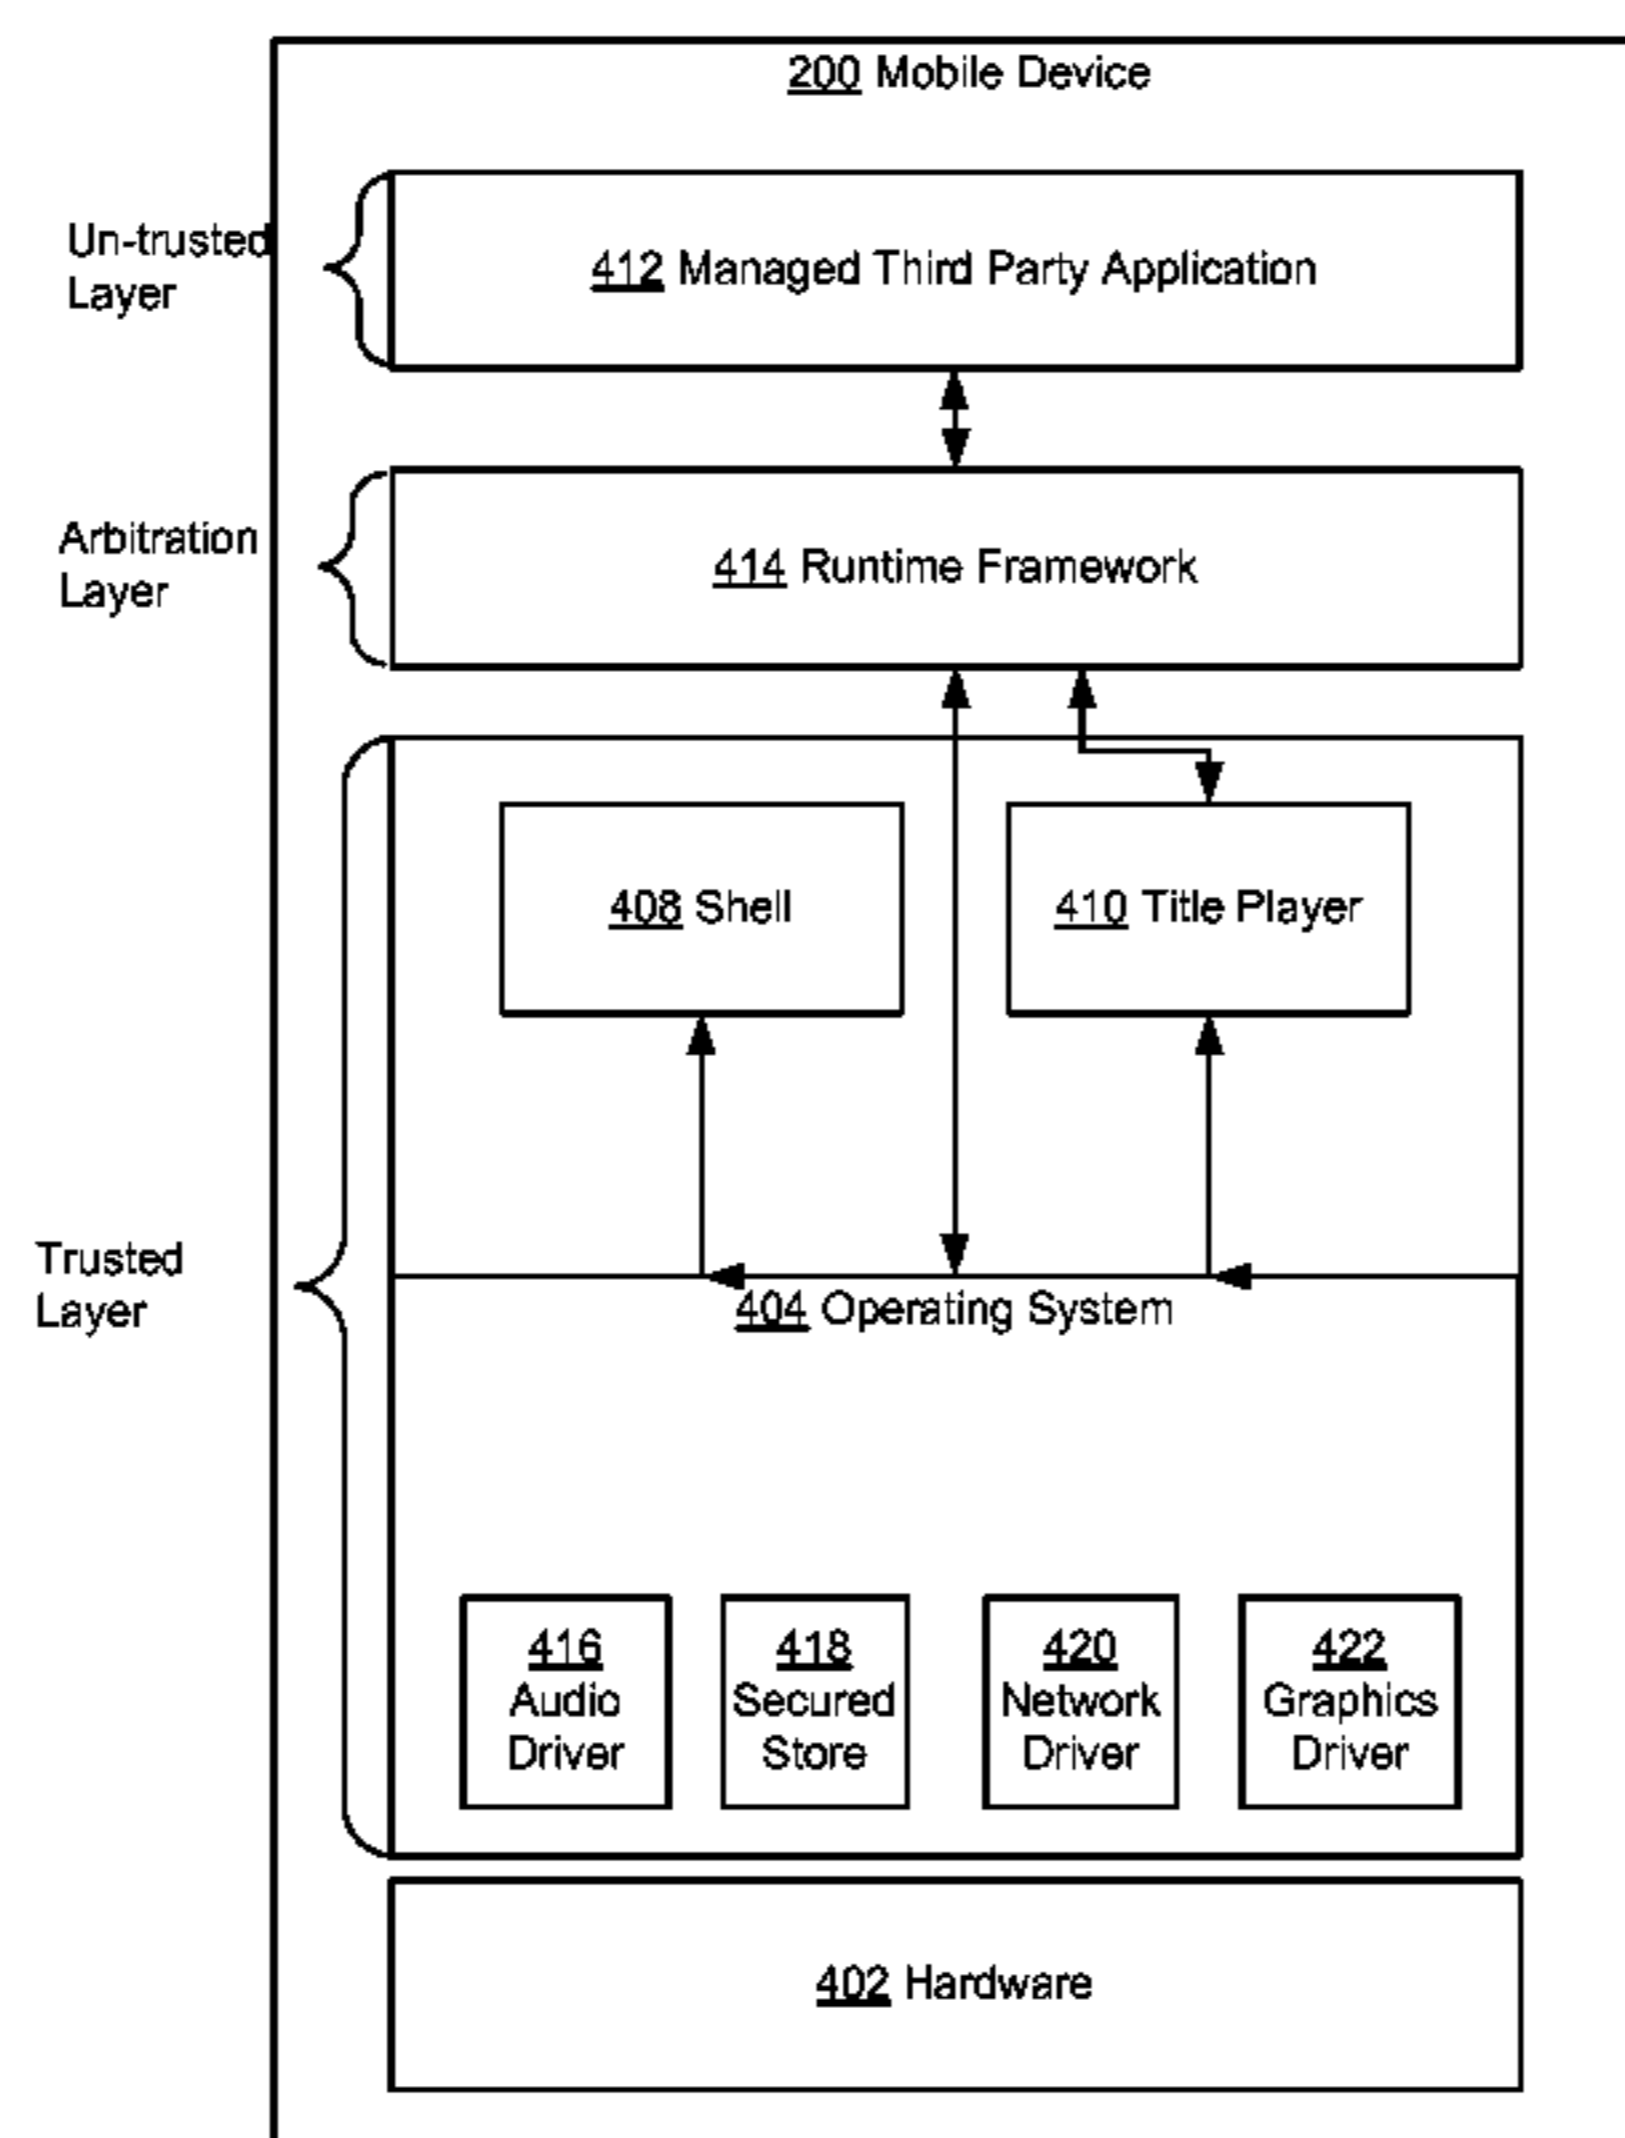 200 Mobile Device
Un-trusted
Layer
412 Managed Third Party Application
Arbitration
Layer
414 Runtime Framework
408 Shell
410 Title Player
Trusted
Layer
404 Operating System
416
Audio
Driver
418
Secured
Store
420
Network
Driver
422
Graphics
Driver
402 Hardware